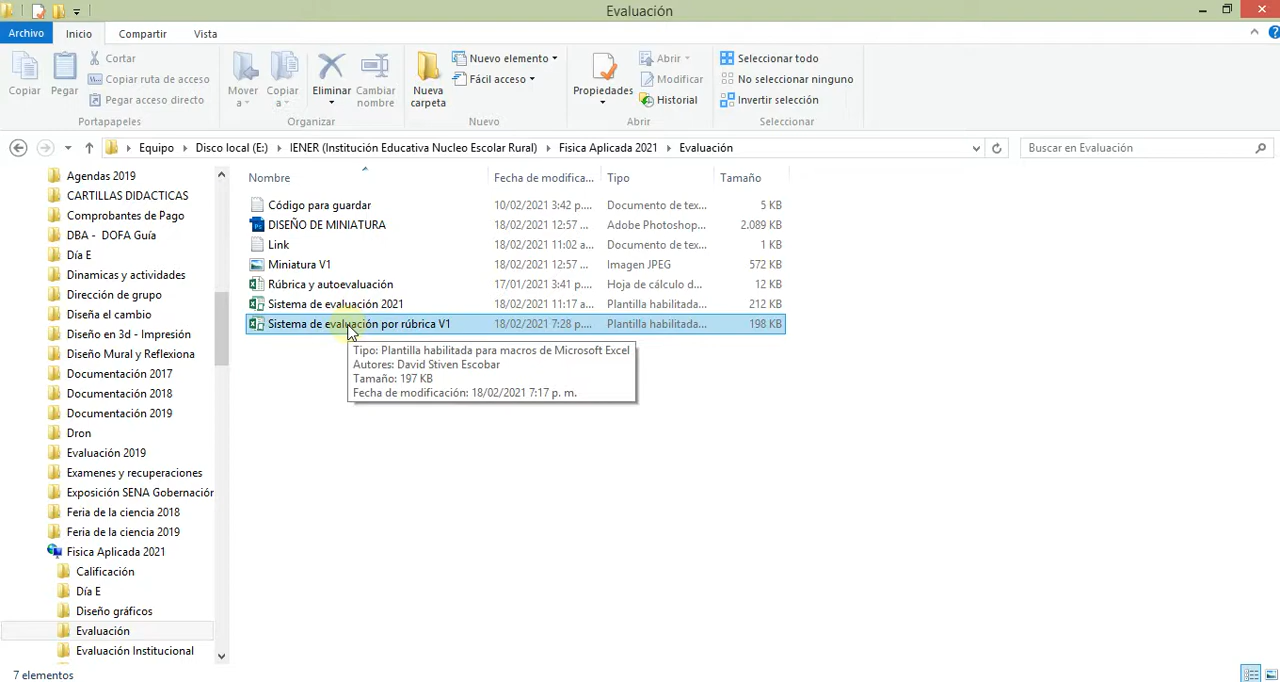 Evaluación
Archivo
Inicio
Compartir
Vista
Copiar
Pegar
Cortar
Copiar ruta de acceso
Pegar acceso directo
Portapapeles
Mover a
Copiar a
Eliminar
Cambiar nombre
Organizar
Nueva carpeta
Nuevo elemento
Fácil acceso
Nuevo
Propiedades
Abrir
Modificar
Historial
Abrir
Seleccionar todo
No seleccionar ninguno
Invertir selección
Seleccionar
Equipo
Disco local (E:)
IENER (Institución Educativa Nucleo Escolar Rural)
Fisica Aplicada 2021
Evaluación
Buscar en Evaluación
Agendas 2019
CARTILLAS DIDACTICAS
Comprobantes de Pago
DBA - DOFA Guía
Día E
Dinamicas y actividades
Dirección de grupo
Diseña el cambio
Diseño en 3d - Impresión
Diseño Mural y Reflexiona
Documentación 2017
Documentación 2018
Documentación 2019
Dron
Evaluación 2019
Examenes y recuperaciones
Exposición SENA Gobernación
Feria de la ciencia 2018
Feria de la ciencia 2019
Fisica Aplicada 2021
Calificación
Día E
Diseño gráficos
Evaluación
Evaluación Institucional
Nombre Fecha de modifica... Tipo Tamaño
Código para guardar 10/02/2021 3:42 p.... Documento de tex... 5 KB
DISEÑO DE MINIATURA 18/02/2021 12:57 ... Adobe Photoshop... 2.089 KB
Link 18/02/2021 11:02 a... Documento de tex... 1 KB
Miniatura V1 18/02/2021 12:57 ... Imagen JPEG 572 KB
Rúbrica y autoevaluación 17/01/2021 3:41 p.... Hoja de cálculo d... 12 KB
Sistema de evaluación 2021 18/02/2021 11:17 a... Plantilla habilitada... 212 KB
Sistema de evaluación por rúbrica V1 18/02/2021 7:28 p.... Plantilla habilitada... 198 KB
Tipo: Plantilla habilitada para macros de Microsoft Excel
Autores: David Stiven Escobar
Tamaño: 197 KB
Fecha de modificación: 18/02/2021 7:17 p. m.
7 elementos